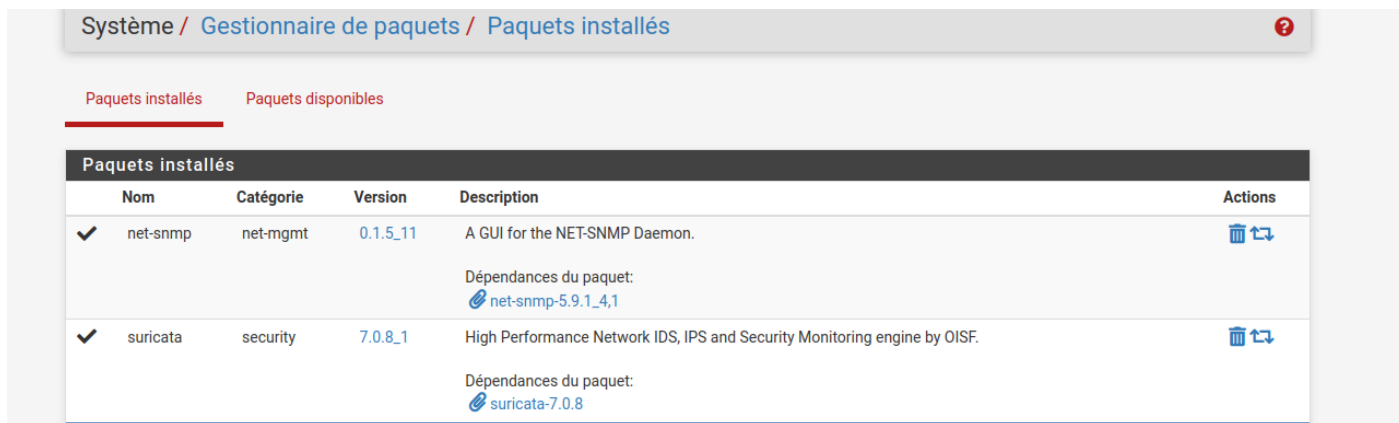 Système / Gestionnaire de paquets / Paquets installés
Paquets installés Paquets disponibles
Paquets installés
Nom Catégorie Version Description Actions
net-snmp net-mgmt 0.1.5_11 A GUI for the NET-SNMP Daemon.
Dépendances du paquet:
net-snmp-5.9.1_4,1
suricata security 7.0.8_1 High Performance Network IDS, IPS and Security Monitoring engine by OISF.
Dépendances du paquet:
suricata-7.0.8